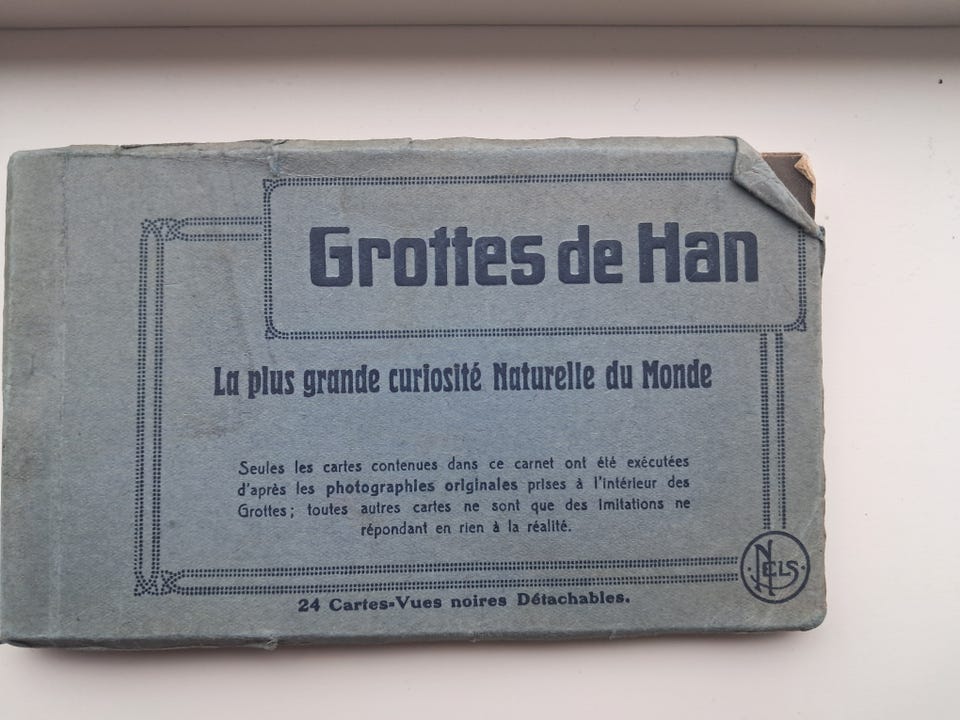 Grottes de Han
La plus grande curiosité Naturelle du Monde
Seules les cartes contenues dans ce carnet ont été exécutées
d'après les photographies originales prises à l'intérieur des
Grottes; toutes autres cartes ne sont que des imitations ne
répondant en rien à la réalité.
NELS
24 Cartes-Vues noires Détachables.